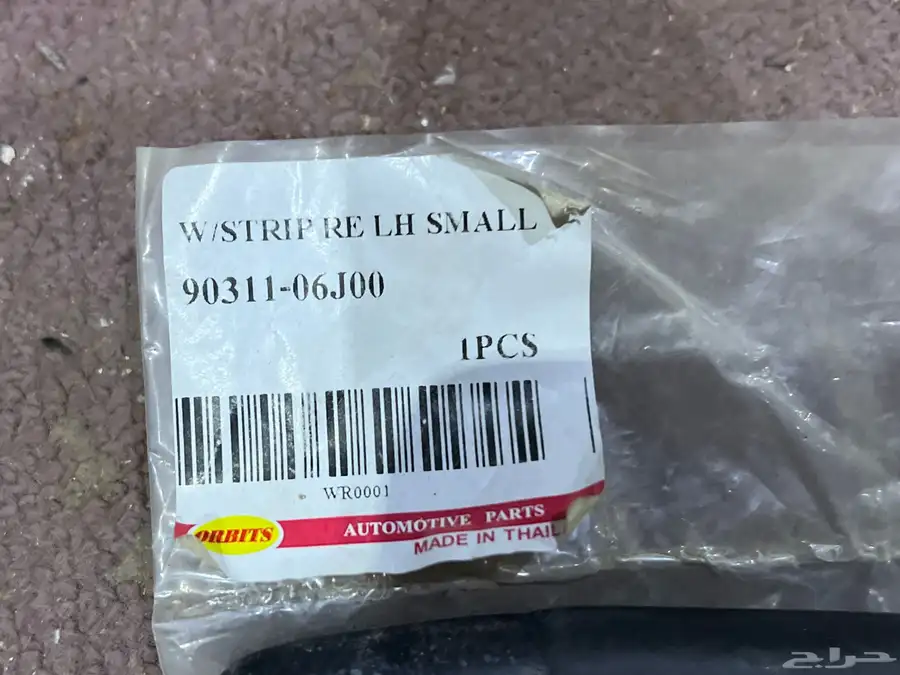 W/STRIP RE LH SMALL
90311-06J00
1PCS
WR0001
ORBITS
AUTOMOTIVE PARTS
MADE IN THAIL
حراج